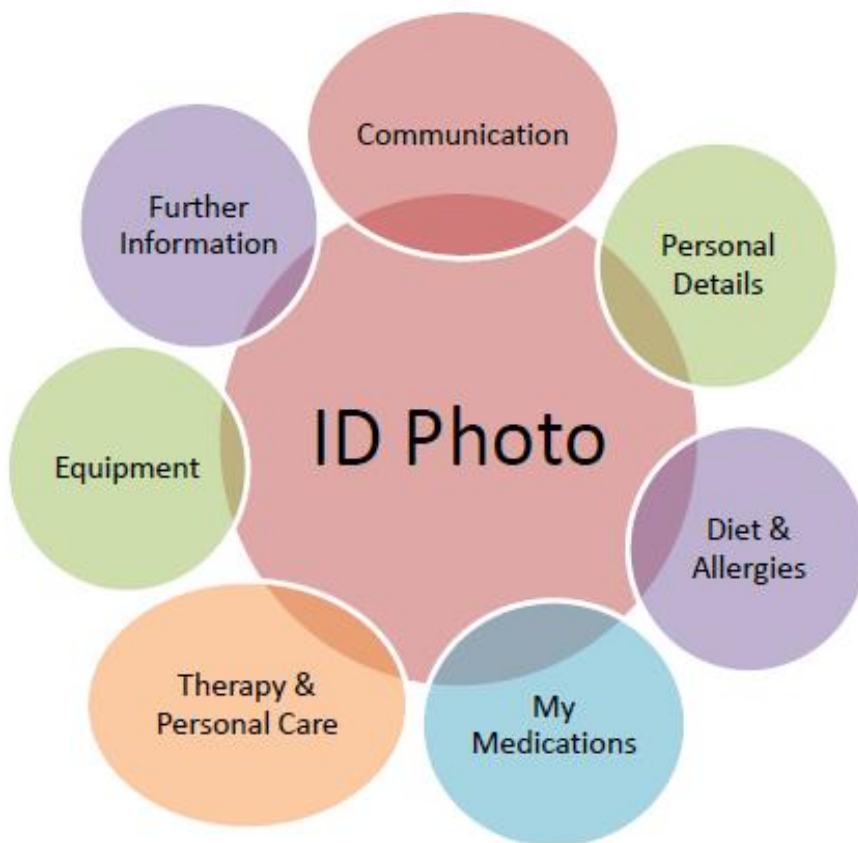 Communication
Personal
Details
Diet &
Allergies
My
Medications
Therapy &
Personal Care
Equipment
Further
Information
ID Photo